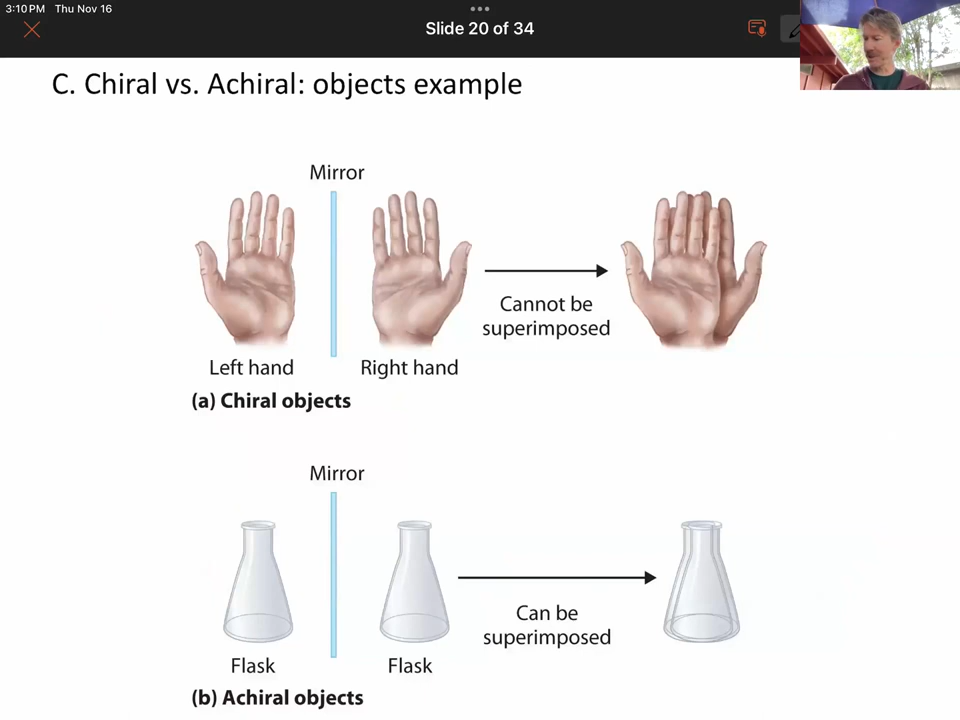 3:10 PM Thu Nov 16
Slide 20 of 34
C. Chiral vs. Achiral: objects example
Mirror
Cannot be
superimposed
Left hand
Right hand
(a) Chiral objects
Mirror
Can be
superimposed
Flask
Flask
(b) Achiral objects